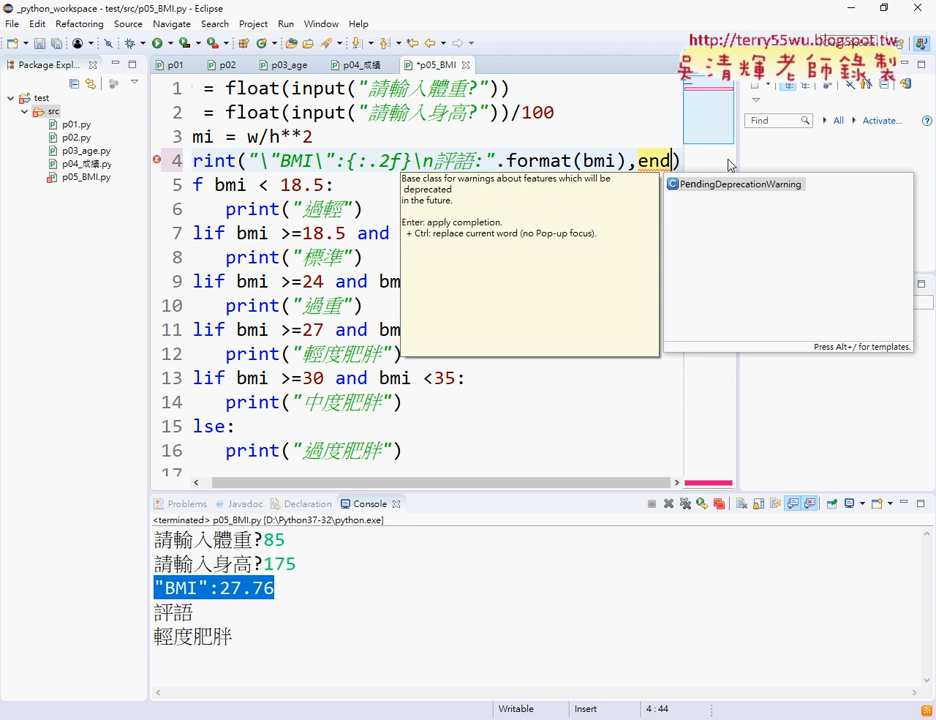 _python_workspace - test/src/p05_BMI.py - Eclipse
File Edit Refactoring Source Navigate Search Project Run Window Help
http://terry55wu.blogspot.tw
吳清輝老師錄製
Package Expl...
p01 p02 p03_age p04_成績 *p05_BMI
test
src
p01.py
p02.py
p03_age.py
p04_成績.py
p05_BMI.py
1 = float(input("請輸入體重?"))
2 = float(input("請輸入身高?"))/100
3 mi = w/h**2
4 rint("\"BMI\":{:.2f}\n評語:".format(bmi),end)
5 f bmi < 18.5:
6 print("過輕")
7 lif bmi >=18.5 and
8 print("標準")
9 lif bmi >=24 and bm
10 print("過重")
11 lif bmi >=27 and bm
12 print("輕度肥胖")
13 lif bmi >=30 and bmi <35:
14 print("中度肥胖")
15 lse:
16 print("過度肥胖")
17
Base class for warnings about features which will be
deprecated
in the future.
Enter: apply completion.
+ Ctrl: replace current word (no Pop-up focus).
PendingDeprecationWarning
Press Alt+/ for templates.
Find All Activate...
Problems Javadoc Declaration Console
<terminated> p05_BMI.py [D:\Python37-32\python.exe]
請輸入體重?85
請輸入身高?175
"BMI":27.76
評語
輕度肥胖
Writable Insert 4 : 44